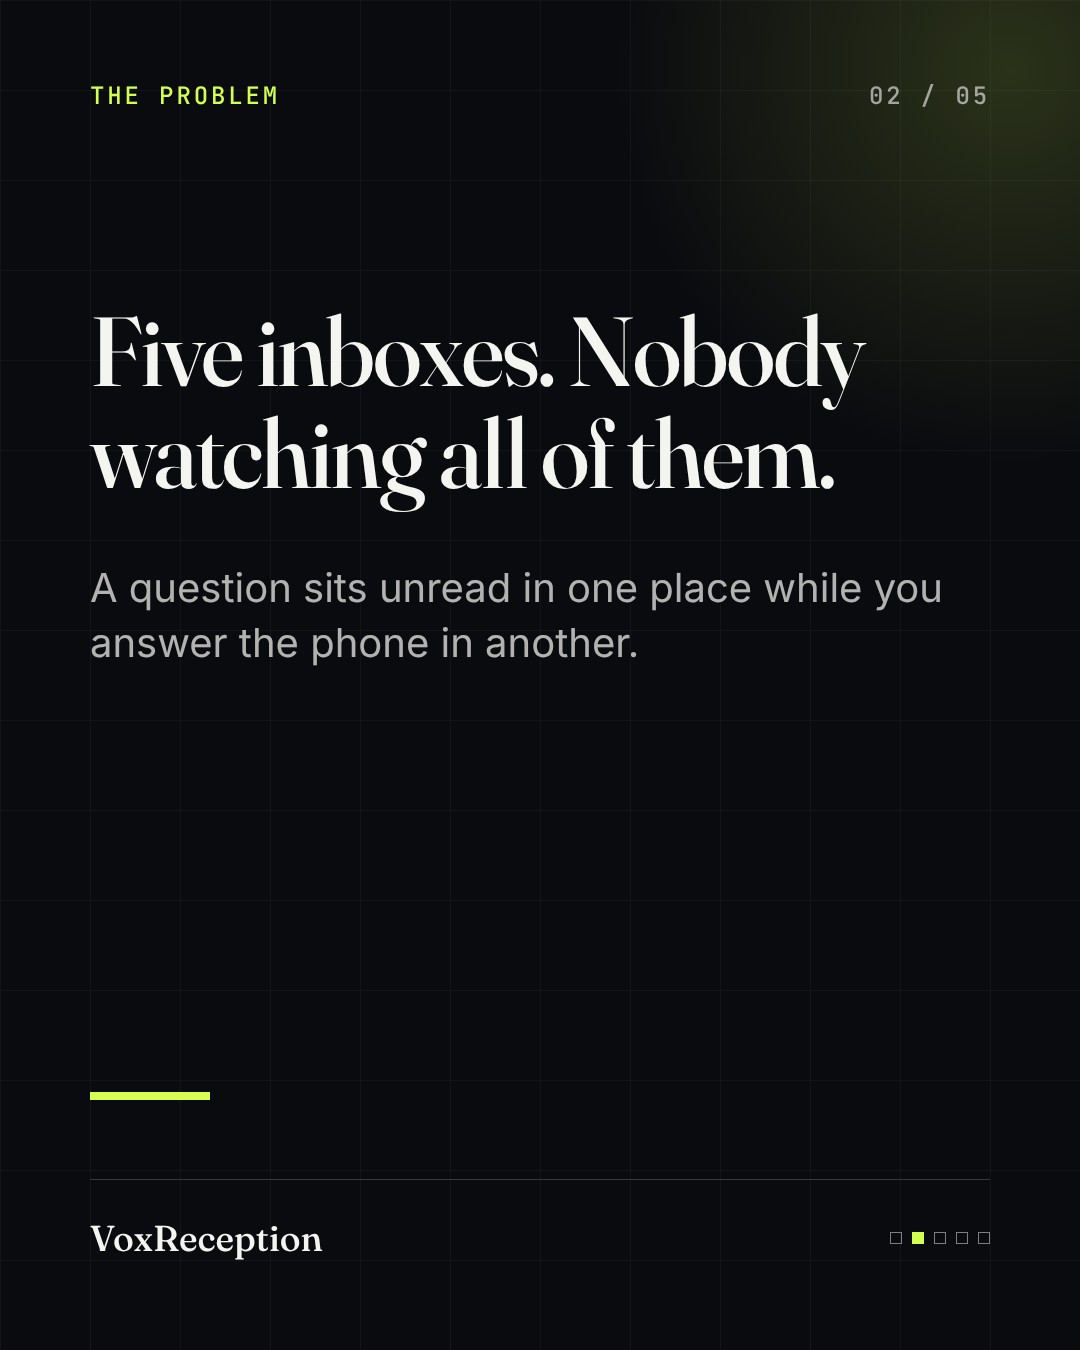 THE PROBLEM
02 / 05
Five inboxes. Nobody
watching all of them.
A question sits unread in one place while you
answer the phone in another.
VoxReception